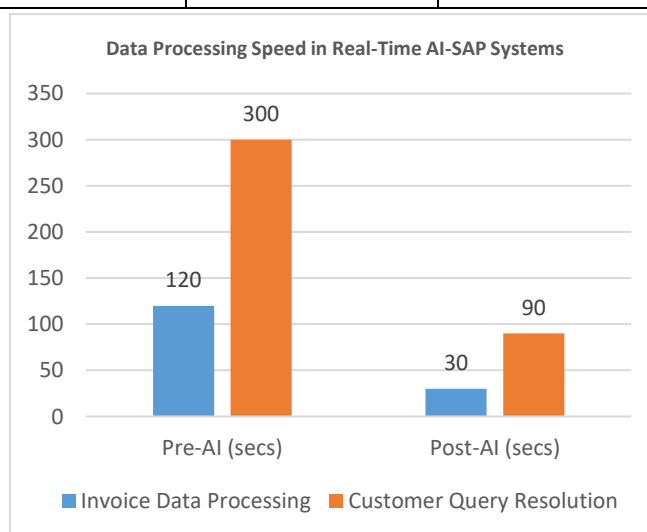 Data Processing Speed in Real-Time AI-SAP Systems
350
300
250
200
150
100
50
0
120
300
30
90
Pre-AI (secs)
Post-AI (secs)
Invoice Data Processing
Customer Query Resolution